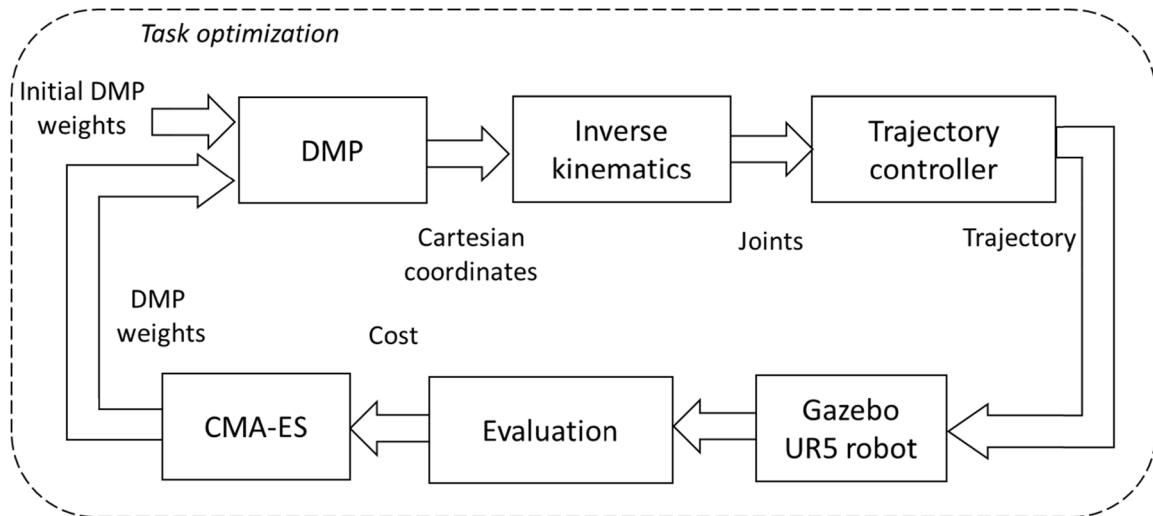 Task optimization
Initial DMP
weights
DMP
Inverse
kinematics
Trajectory
controller
Cartesian
coordinates
Joints
Trajectory
DMP
weights
Cost
CMA-ES
Evaluation
Gazebo
UR5 robot